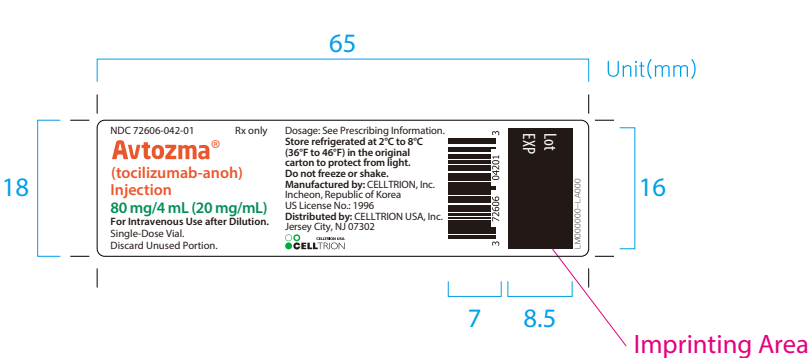 65
Unit(mm)
18
NDC 72606-042-01 Rx only
Avtozma®
(tocilizumab-anoh)
Injection
80 mg/4 mL (20 mg/mL)
For Intravenous Use after Dilution.
Single-Dose Vial.
Discard Unused Portion.
Dosage: See Prescribing Information.
Store refrigerated at 2°C to 8°C
(36°F to 46°F) in the original
carton to protect from light.
Do not freeze or shake.
Manufactured by: CELLTRION, Inc.
Incheon, Republic of Korea
US License No.: 1996
Distributed by: CELLTRION USA, Inc.
Jersey City, NJ 07302
CELLTRION USA
CELLTRION
3 72606 04201 3
Lot
EXP
LM000000-LA000
16
7
8.5
Imprinting Area